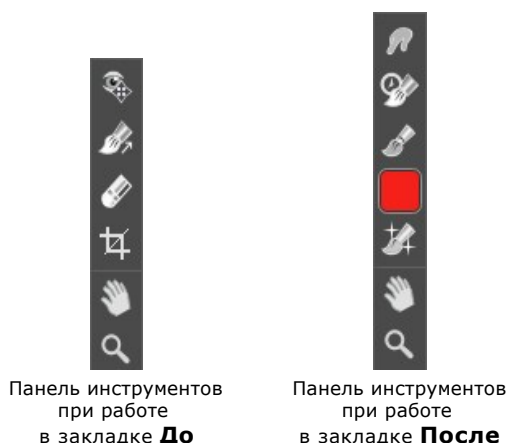 Панель инструментов
при работе
в закладке До
Панель инструментов
при работе
в закладке После